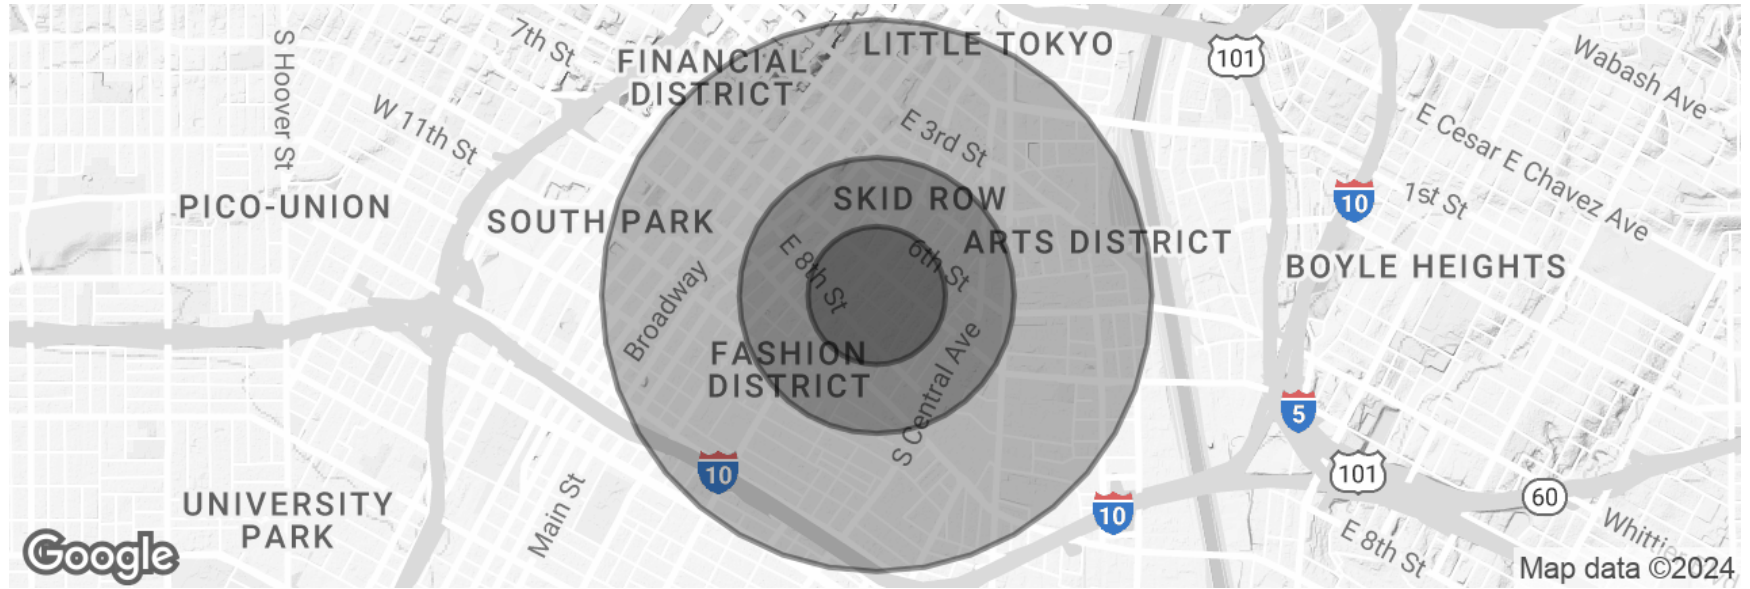 S Hoover St
7th St
FINANCIAL
DISTRICT
LITTLE TOKYO
101
Wabash Ave
W 11th St
E 3rd St
E Cesar E Chavez Ave
PICO-UNION
SOUTH PARK
SKID ROW
ARTS DISTRICT
10
1st St
BOYLE HEIGHTS
E 8th St
6th St
Broadway
FASHION
DISTRICT
S Central Ave
5
10
101
60
10
UNIVERSITY
PARK
Main St
E 8th St
Google
Map data ©2024